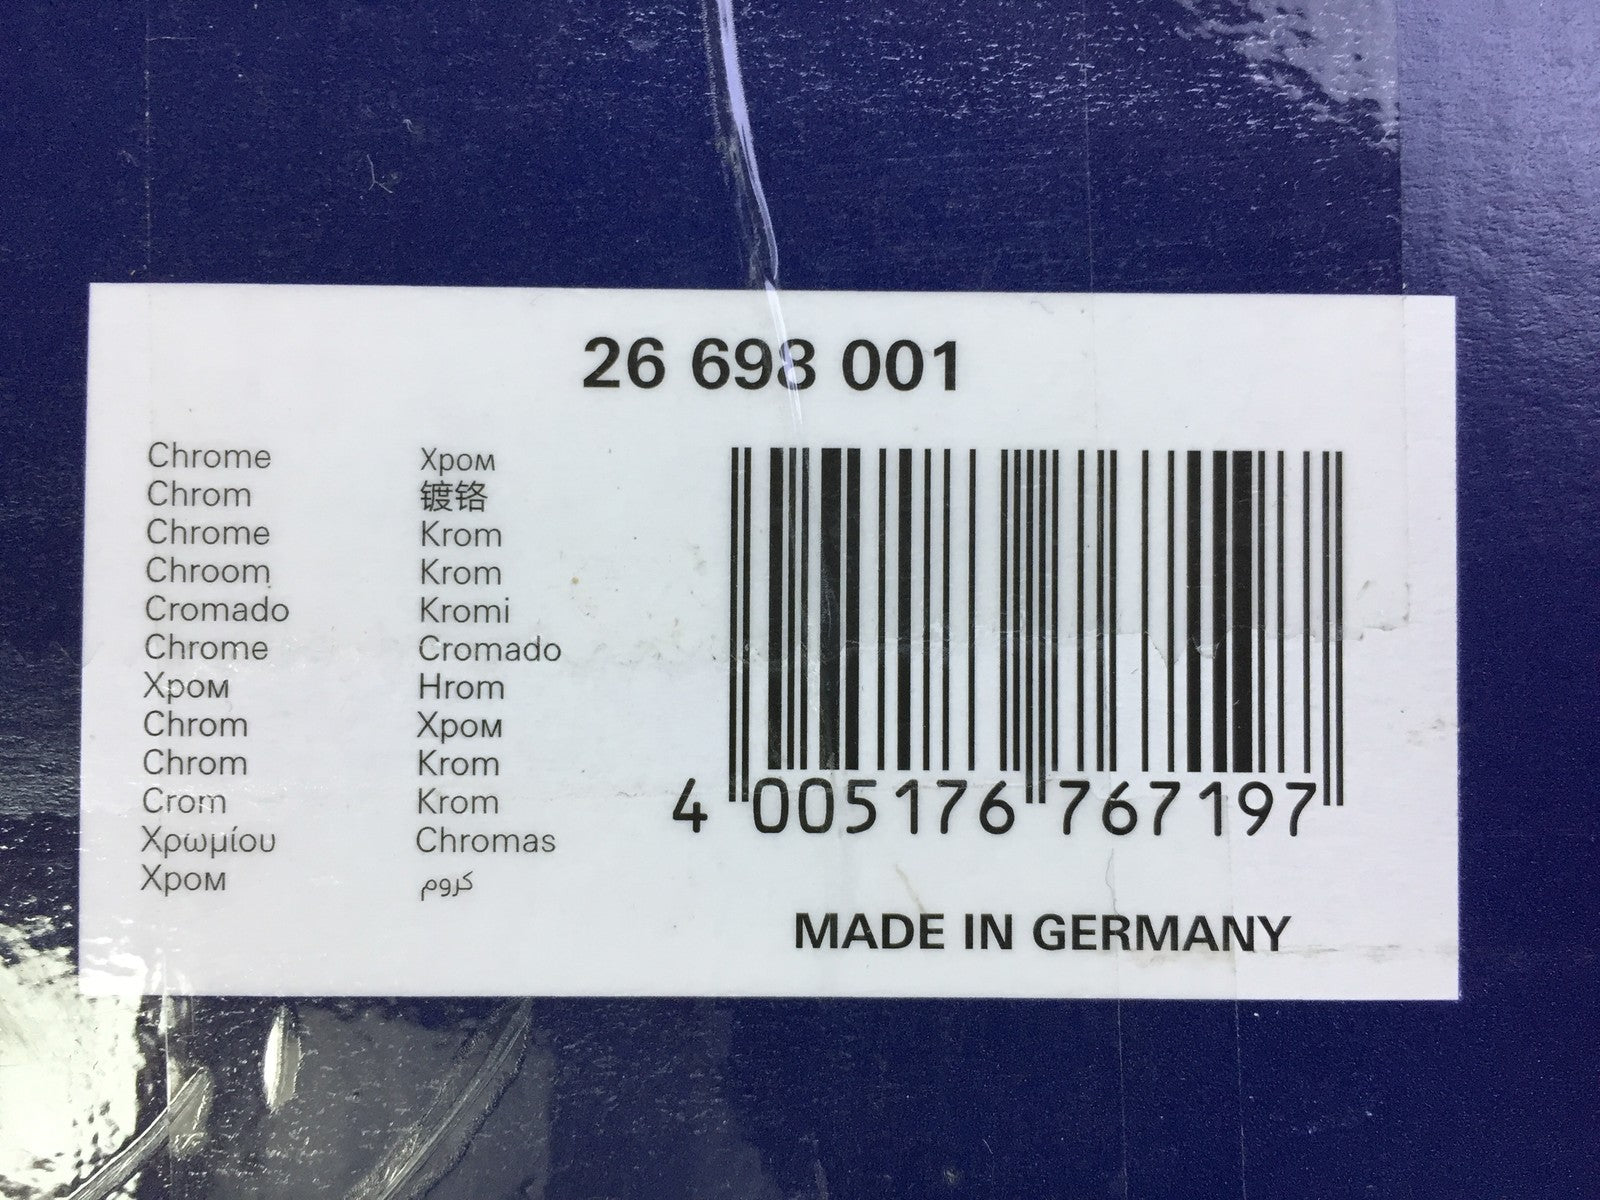 26 698 001
Chrome
Chrom
Chrome
Chroom
Cromado
Chrome
Хром
Chrom
Chrom
Crom
Χρωμίου
Хром
Хром
镀铬
Krom
Krom
Kromi
Cromado
Hrom
Хром
Krom
Krom
Chromas
كروم
4 005176 767197
MADE IN GERMANY